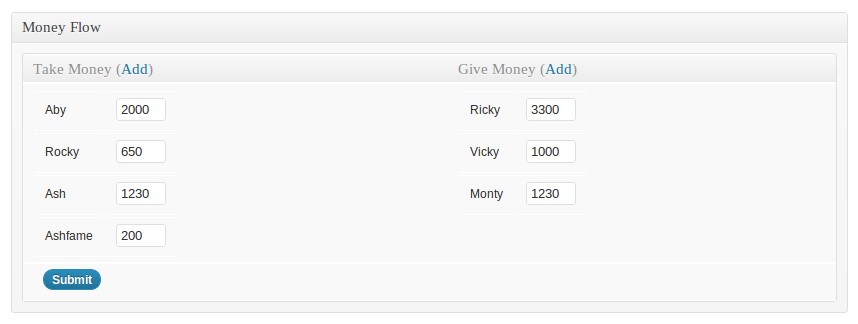 Money Flow
Take Money (Add) Give Money (Add)
Aby 2000 Ricky 3300
Rocky 650 Vicky 1000
Ash 1230 Monty 1230
Ashfame 200
Submit